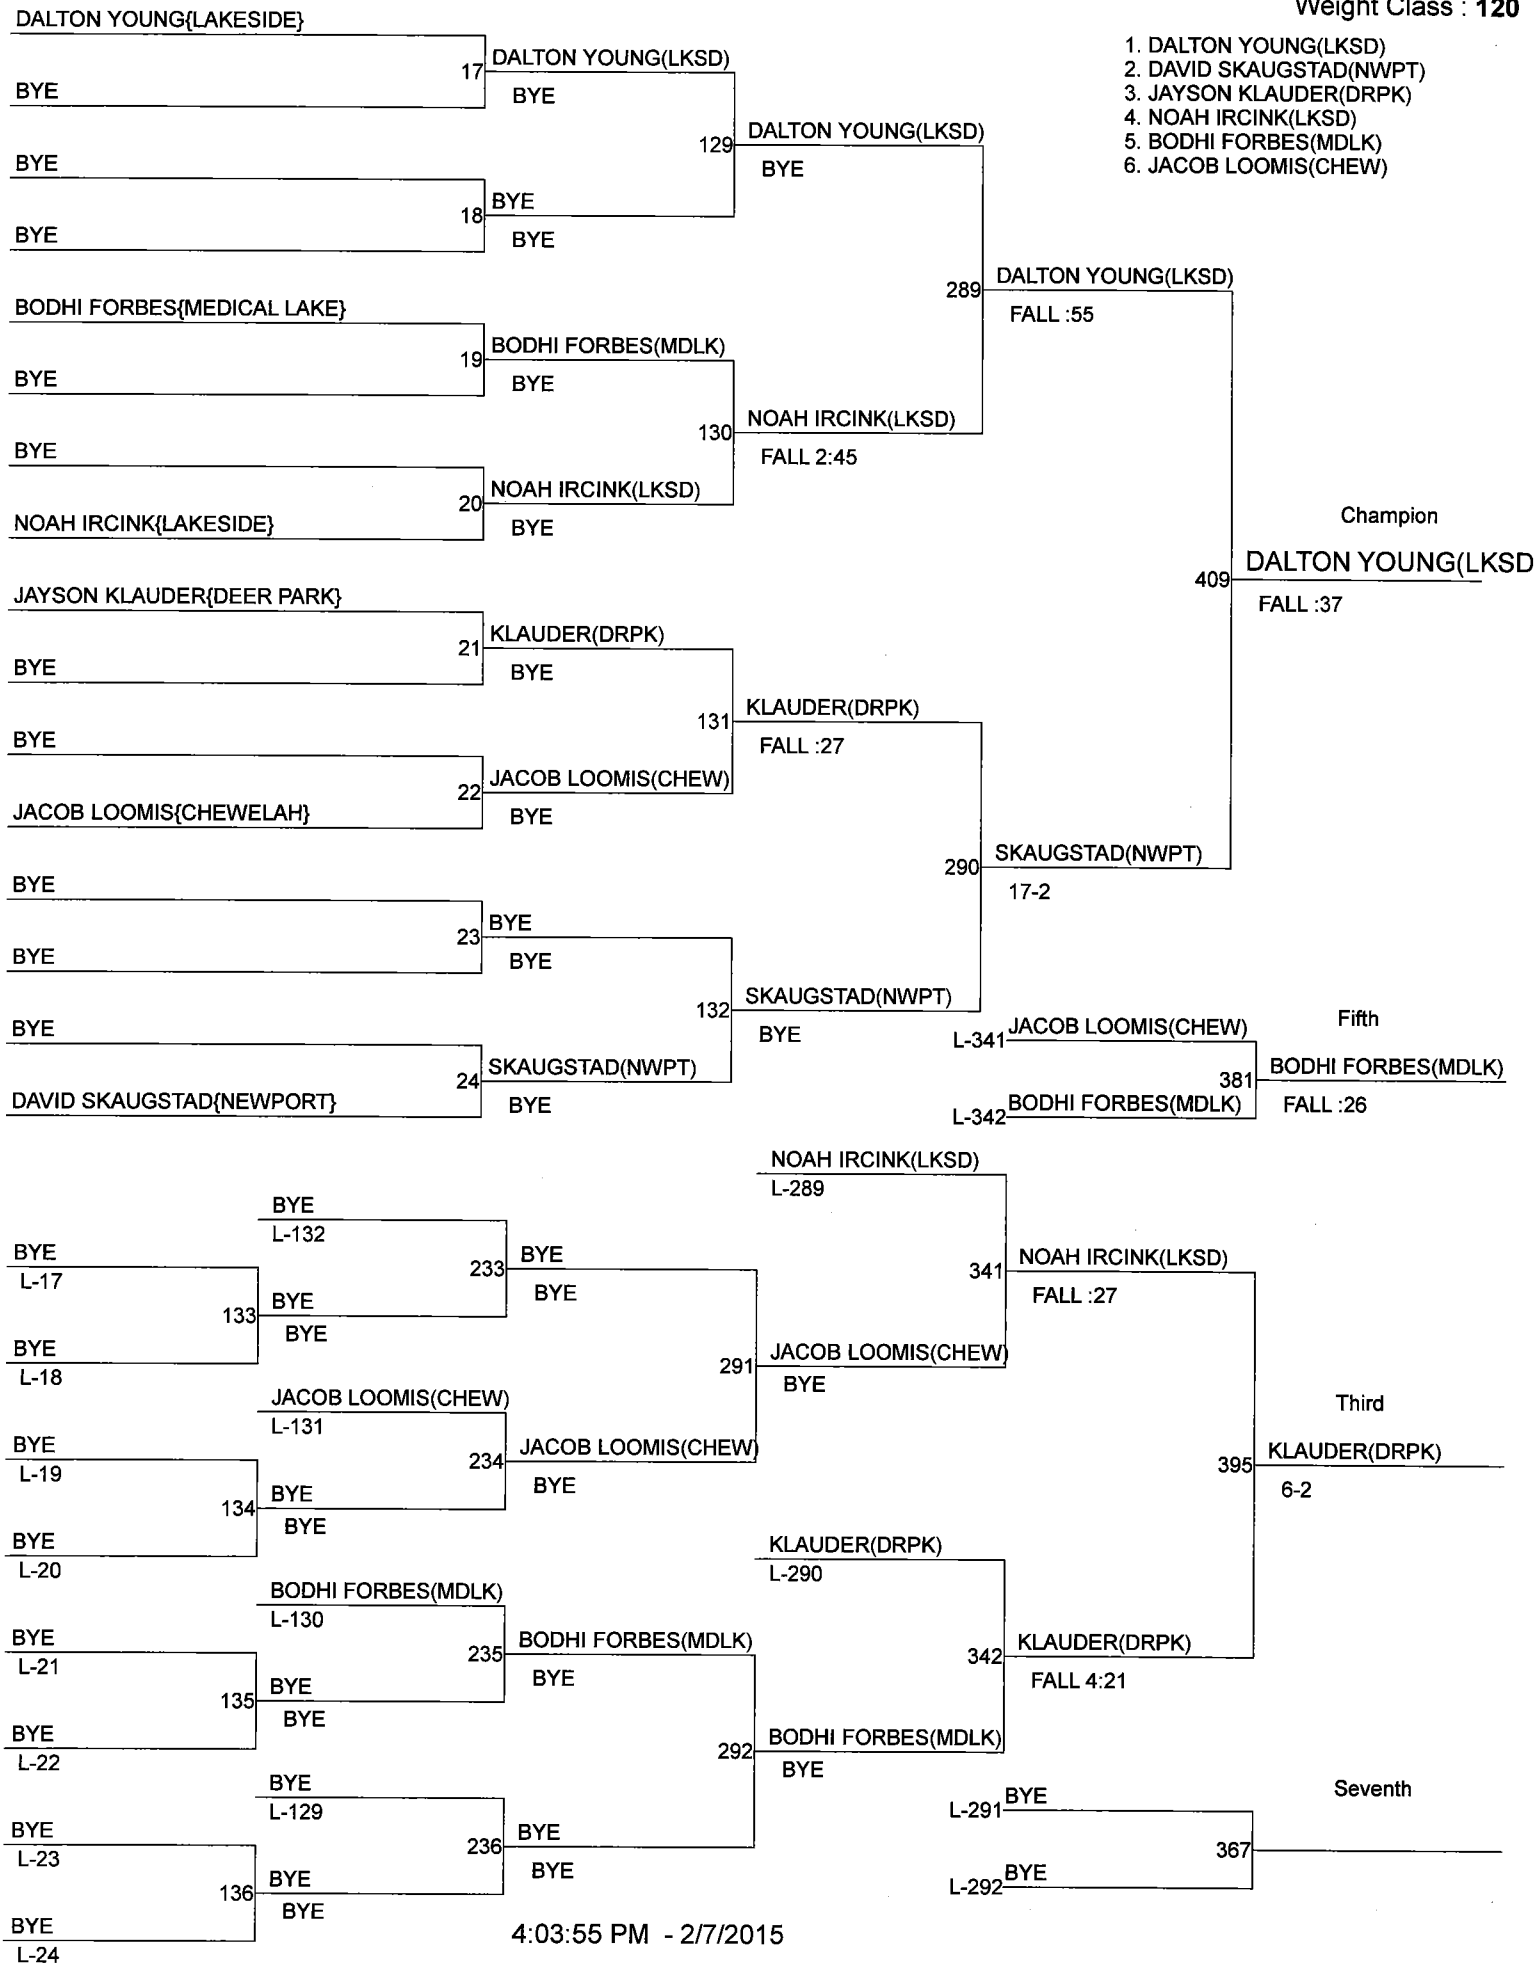 Weight Class : 120
1. DALTON YOUNG(LKSD)
2. DAVID SKAUGSTAD(NWPT)
3. JAYSON KLAUDER(DRPK)
4. NOAH IRCINK(LKSD)
5. BODHI FORBES(MDLK)
6. JACOB LOOMIS(CHEW)
DALTON YOUNG{LAKESIDE}
BYE
17
DALTON YOUNG(LKSD)
BYE
BYE
BYE
18
BYE
BYE
129
DALTON YOUNG(LKSD)
BYE
BODHI FORBES{MEDICAL LAKE}
BYE
19
BODHI FORBES(MDLK)
BYE
BYE
NOAH IRCINK{LAKESIDE}
20
NOAH IRCINK(LKSD)
BYE
130
NOAH IRCINK(LKSD)
FALL 2:45
289
DALTON YOUNG(LKSD)
FALL :55
JAYSON KLAUDER{DEER PARK}
BYE
21
KLAUDER(DRPK)
BYE
BYE
JACOB LOOMIS{CHEWELAH}
22
JACOB LOOMIS(CHEW)
BYE
131
KLAUDER(DRPK)
FALL :27
BYE
BYE
23
BYE
BYE
BYE
DAVID SKAUGSTAD{NEWPORT}
24
SKAUGSTAD(NWPT)
BYE
132
SKAUGSTAD(NWPT)
BYE
290
SKAUGSTAD(NWPT)
17-2
Champion
409
DALTON YOUNG(LKSD
FALL :37
Fifth
L-341
JACOB LOOMIS(CHEW)
L-342
BODHI FORBES(MDLK)
381
BODHI FORBES(MDLK)
FALL :26
BYE
L-17
BYE
L-18
133
BYE
BYE
BYE
L-132
233
BYE
BYE
BYE
L-19
BYE
L-20
134
BYE
BYE
JACOB LOOMIS(CHEW)
L-131
234
JACOB LOOMIS(CHEW)
BYE
291
JACOB LOOMIS(CHEW)
BYE
NOAH IRCINK(LKSD)
L-289
341
NOAH IRCINK(LKSD)
FALL :27
BYE
L-21
BYE
L-22
135
BYE
BYE
BODHI FORBES(MDLK)
L-130
235
BODHI FORBES(MDLK)
BYE
BYE
L-23
BYE
L-24
136
BYE
BYE
BYE
L-129
236
BYE
BYE
292
BODHI FORBES(MDLK)
BYE
KLAUDER(DRPK)
L-290
342
KLAUDER(DRPK)
FALL 4:21
Third
395
KLAUDER(DRPK)
6-2
Seventh
L-291
BYE
L-292
BYE
367
4:03:55 PM - 2/7/2015